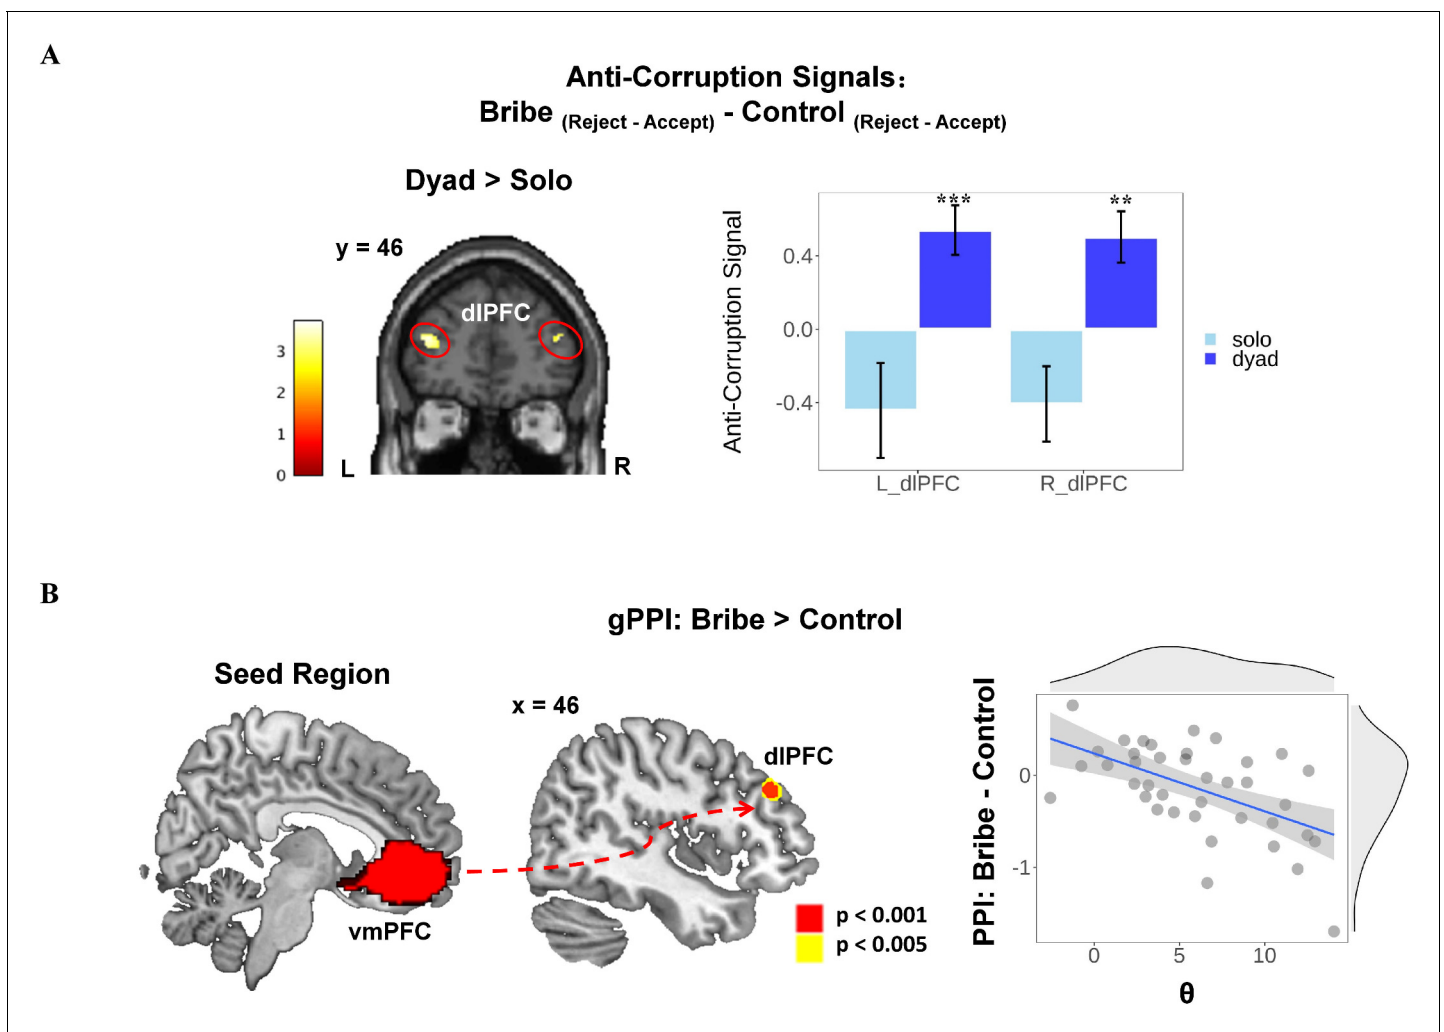 A
Anti-Corruption Signals:
Bribe (Reject - Accept) - Control (Reject - Accept)
Dyad > Solo
y = 46
dlPFC
3
2
1
0
L
R
Anti-Corruption Signal
0.4
0.0
-0.4
***
**
L_dlPFC
R_dlPFC
solo
dyad
B
gPPI: Bribe > Control
Seed Region
vmPFC
x = 46
dlPFC
p < 0.001
p < 0.005
PPI: Bribe - Control
0
-1
0
5
10
θ